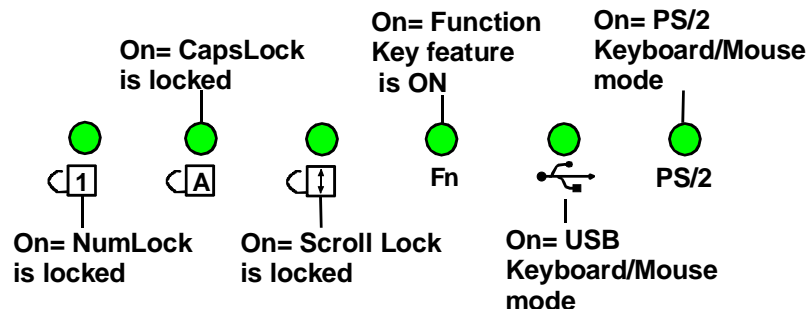 On= CapsLock
is locked
On= Function
Key feature
is ON
On= PS/2
Keyboard/Mouse
mode
1
A
Fn
PS/2
On= NumLock
is locked
On= Scroll Lock
is locked
On= USB
Keyboard/Mouse
mode